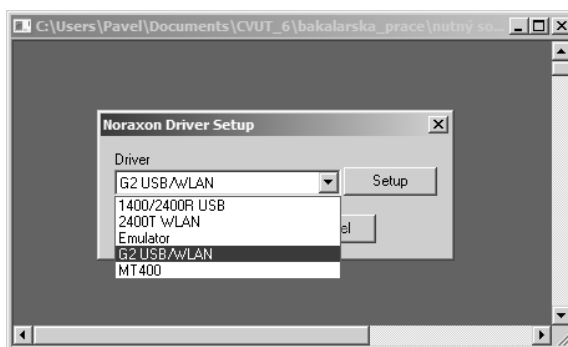 C:\Users\Pavel\Documents\CVUT_6\bakalarska_prace\nutný so...
Noraxon Driver Setup
Driver
G2 USB/WLAN
Setup
1400/2400R USB
2400T WLAN
Emulator
G2 USB/WLAN
MT400
el